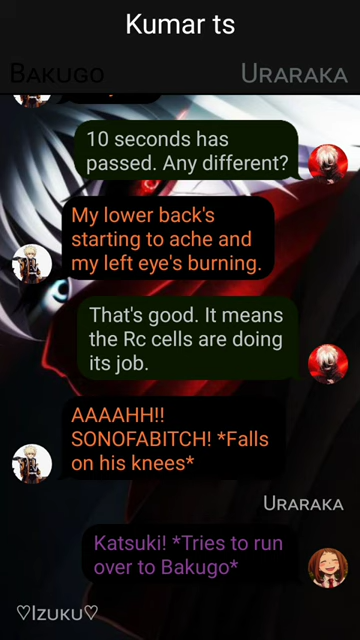 Kumar ts
Bakugo
Uraraka
10 seconds has
passed. Any different?
My lower back's
starting to ache and
my left eye's burning.
That's good. It means
the Rc cells are doing
its job.
AAAAHH!!
SONOFABITCH! *Falls
on his knees*
Uraraka
Katsuki! *Tries to run
over to Bakugo*
♡Izuku♡